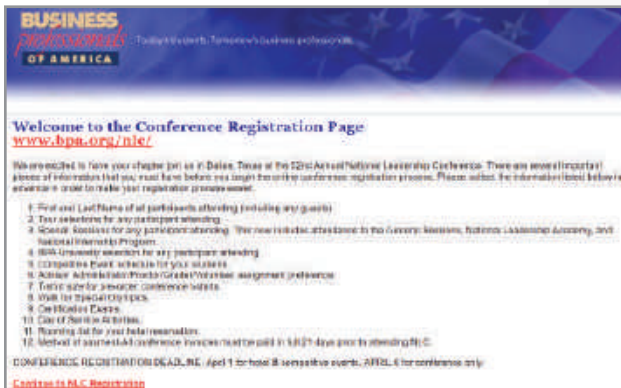 BUSINESS
professionals
OF AMERICA
Today's students. Tomorrow's business professionals.
Welcome to the Conference Registration Page
www.bpa.org/nlc/
We are excited to have your chapter join us in Dallas, Texas at the Annual National Leadership Conference. There are several important
pieces of information that you must have before you begin the online conference registration process. Please collect the information listed below in
advance in order to make your registration process easier.
1. First and Last Name of all participants attending (including any guests)
2. Tour selections for any participant attending
3. Special Sessions for any participant attending. This now includes attendance to the General Sessions, National Leadership Academy, and
National Internship Program.
4. BPA University selection for any participant attending
5. Competitive Event schedule for your students
6. Advisor Administrator/Proctor/Grader/Volunteer assignment preference
7. T-shirt size for conference
8. Walk for Special Olympics.
9. Certification Exams.
10. Day of Service Activities.
11. Rooming list for your hotel reservation.
12. Method of payment-All conference invoices must be paid in days prior to attending NLC.
CONFERENCE REGISTRATION DEADLINE: April 1 for hotel & competitive events, APRIL for conference only
Continue to NLC Registration